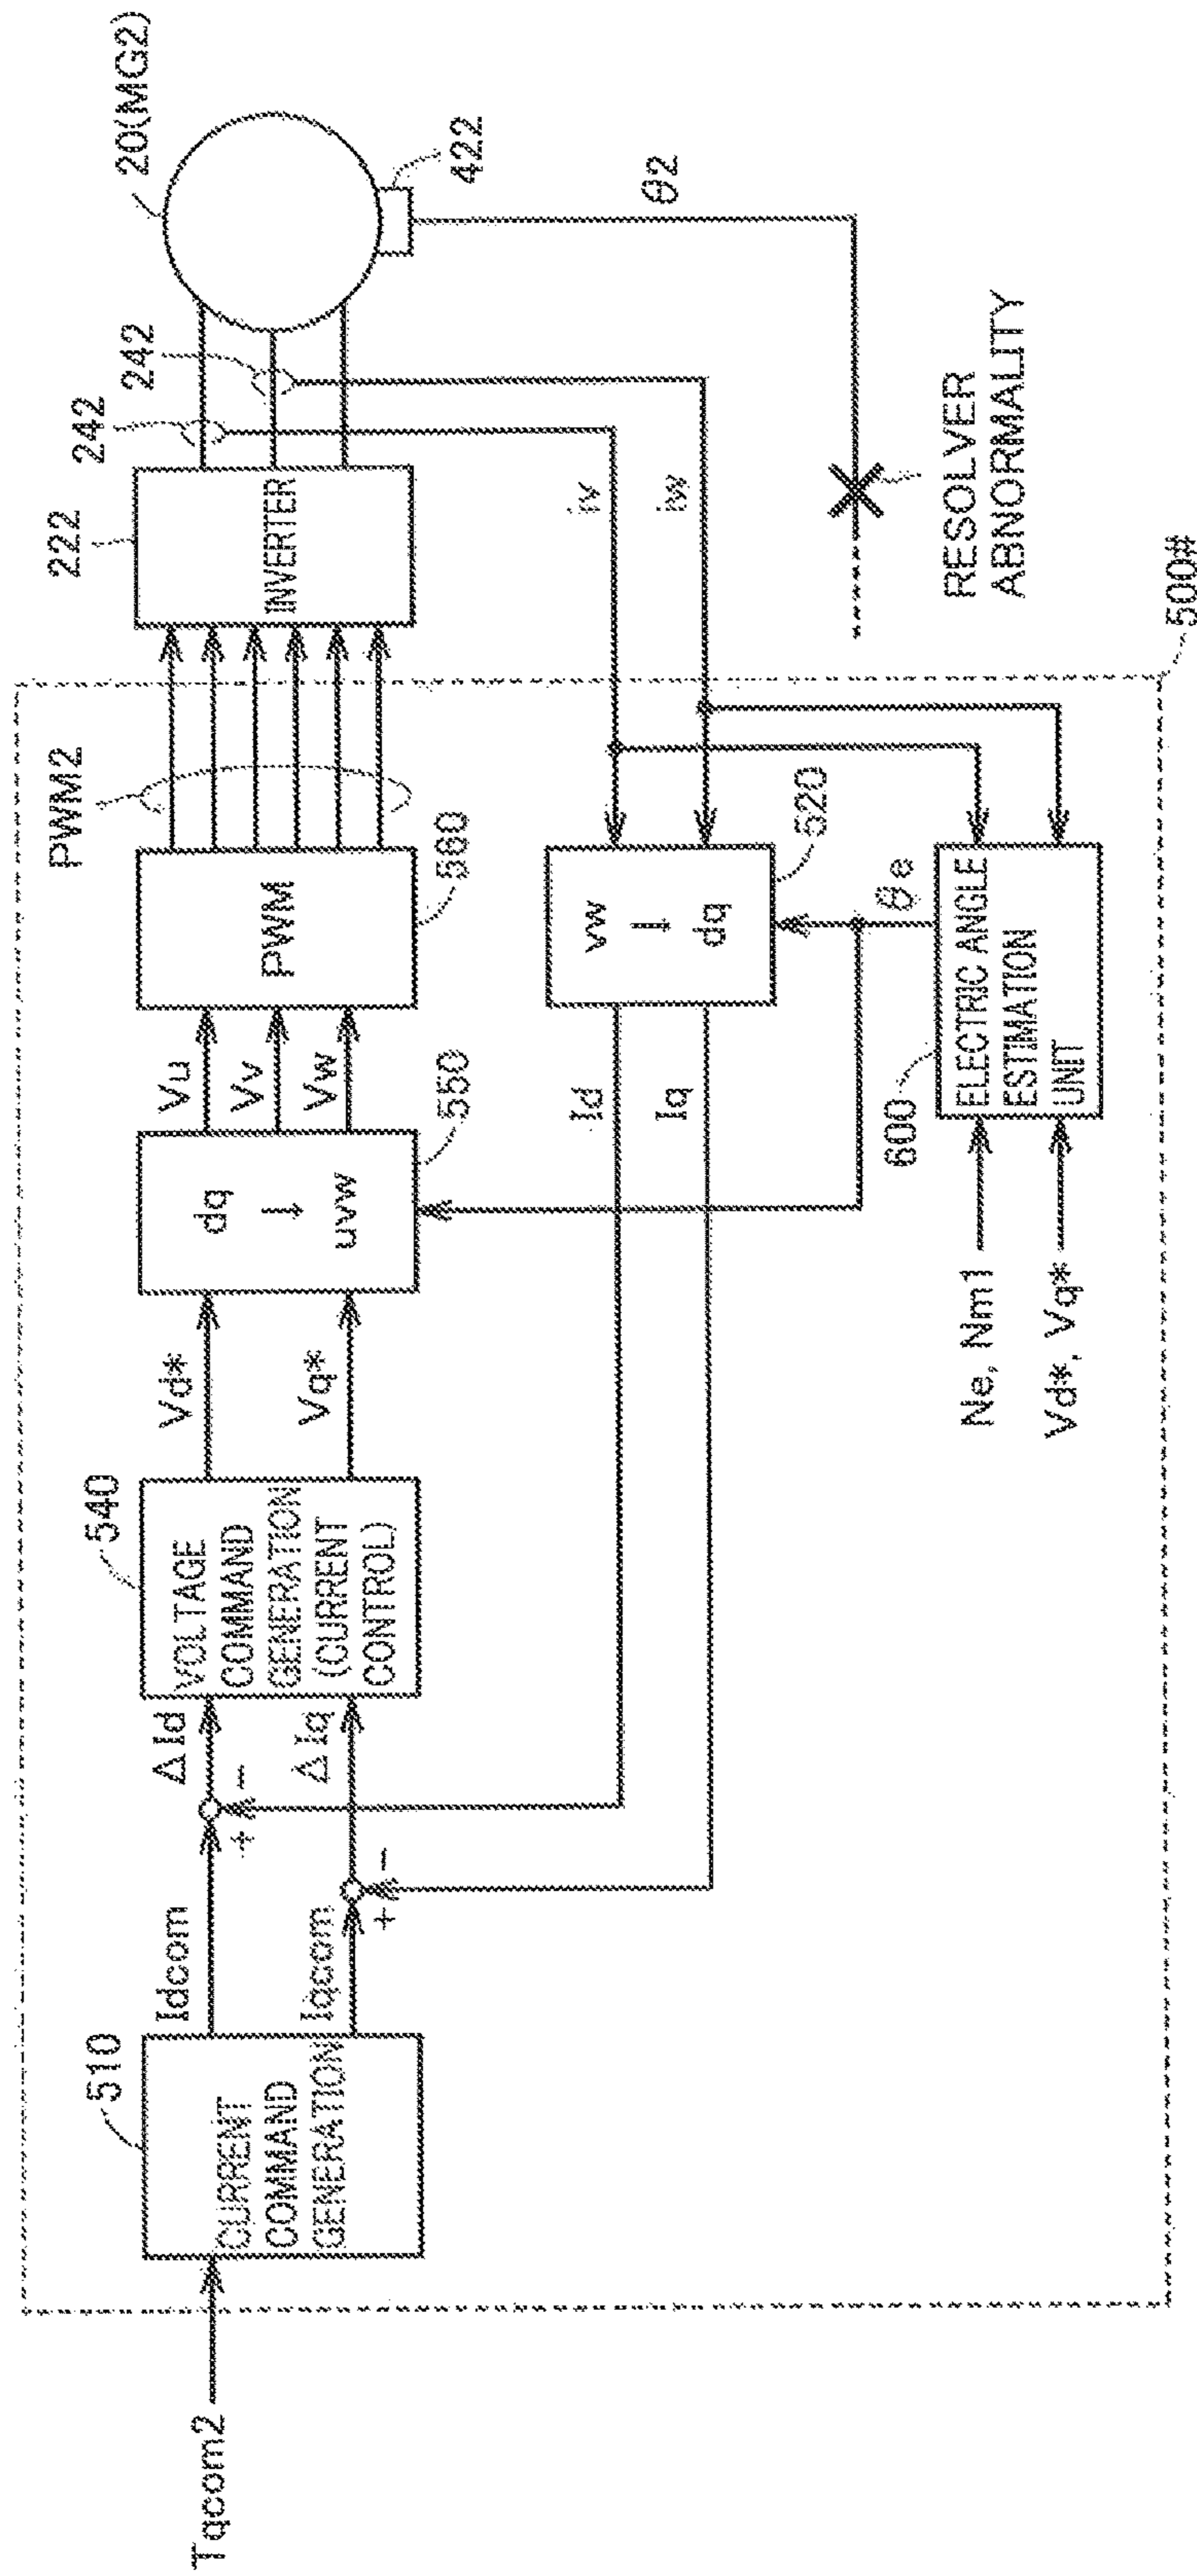 Tqcom2
510
CURRENT
COMMAND
GENERATION
Idcom
Iqcom
+
-
+
-
ΔId
ΔIq
540
VOLTAGE
COMMAND
GENERATION
(CURRENT
CONTROL)
Vd*
Vq*
dq
↓
uvw
550
Vu
Vv
Vw
PWM
560
PWM2
222
INVERTER
242
242
20(MG2)
422
θ2
iv
iw
RESOLVER
ABNORMALITY
vw
↓
dq
520
Id
Iq
θe
600
ELECTRIC ANGLE
ESTIMATION
UNIT
Ne, Nm1
Vd*, Vq*
500#